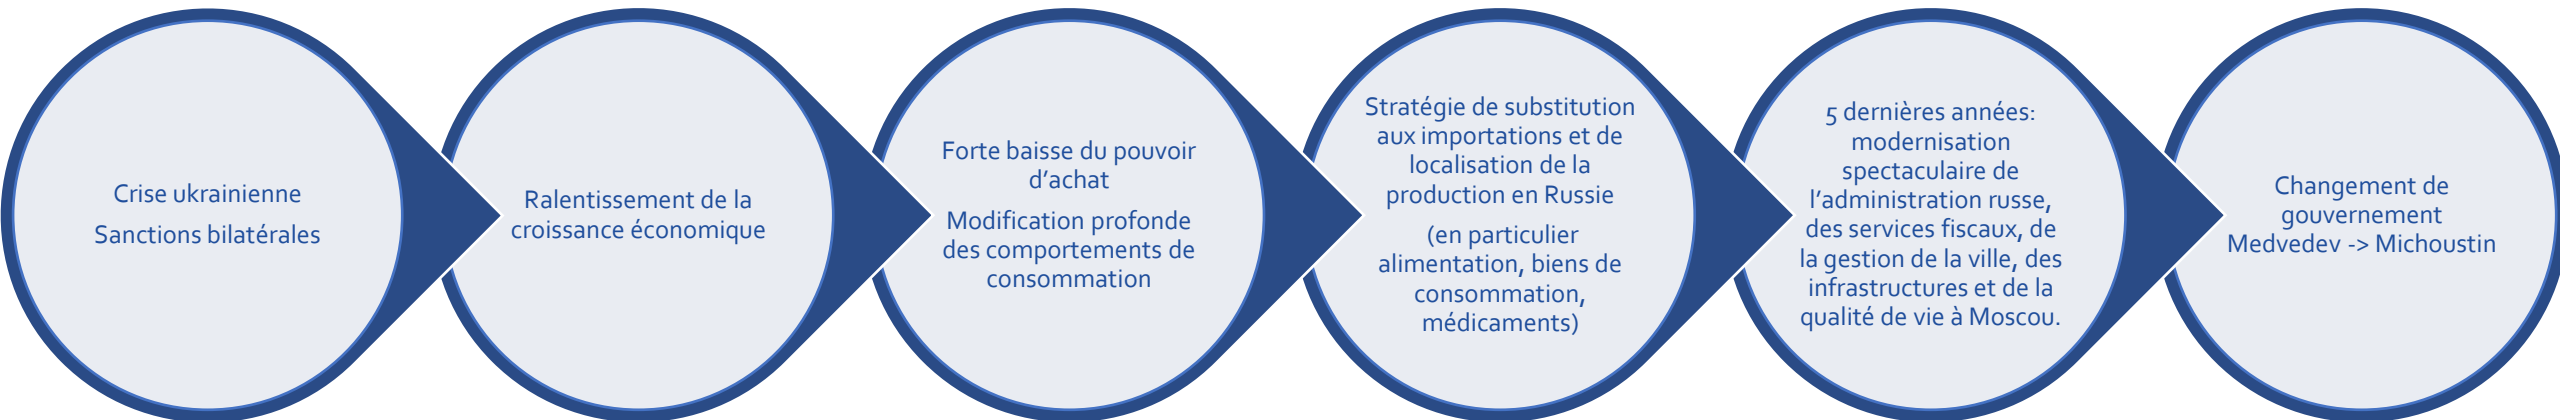 Crise ukrainienne
Sanctions bilatérales
Ralentissement de la
croissance économique
Forte baisse du pouvoir
d’achat
Modification profonde
des comportements de
consommation
Stratégie de substitution
aux importations et de
localisation de la
production en Russie
(en particulier
alimentation, biens de
consommation,
médicaments)
5 dernières années:
modernisation
spectaculaire de
l’administration russe,
des services fiscaux, de
la gestion de la ville, des
infrastructures et de la
qualité de vie à Moscou.
Changement de
gouvernement
Medvedev -> Michoustin